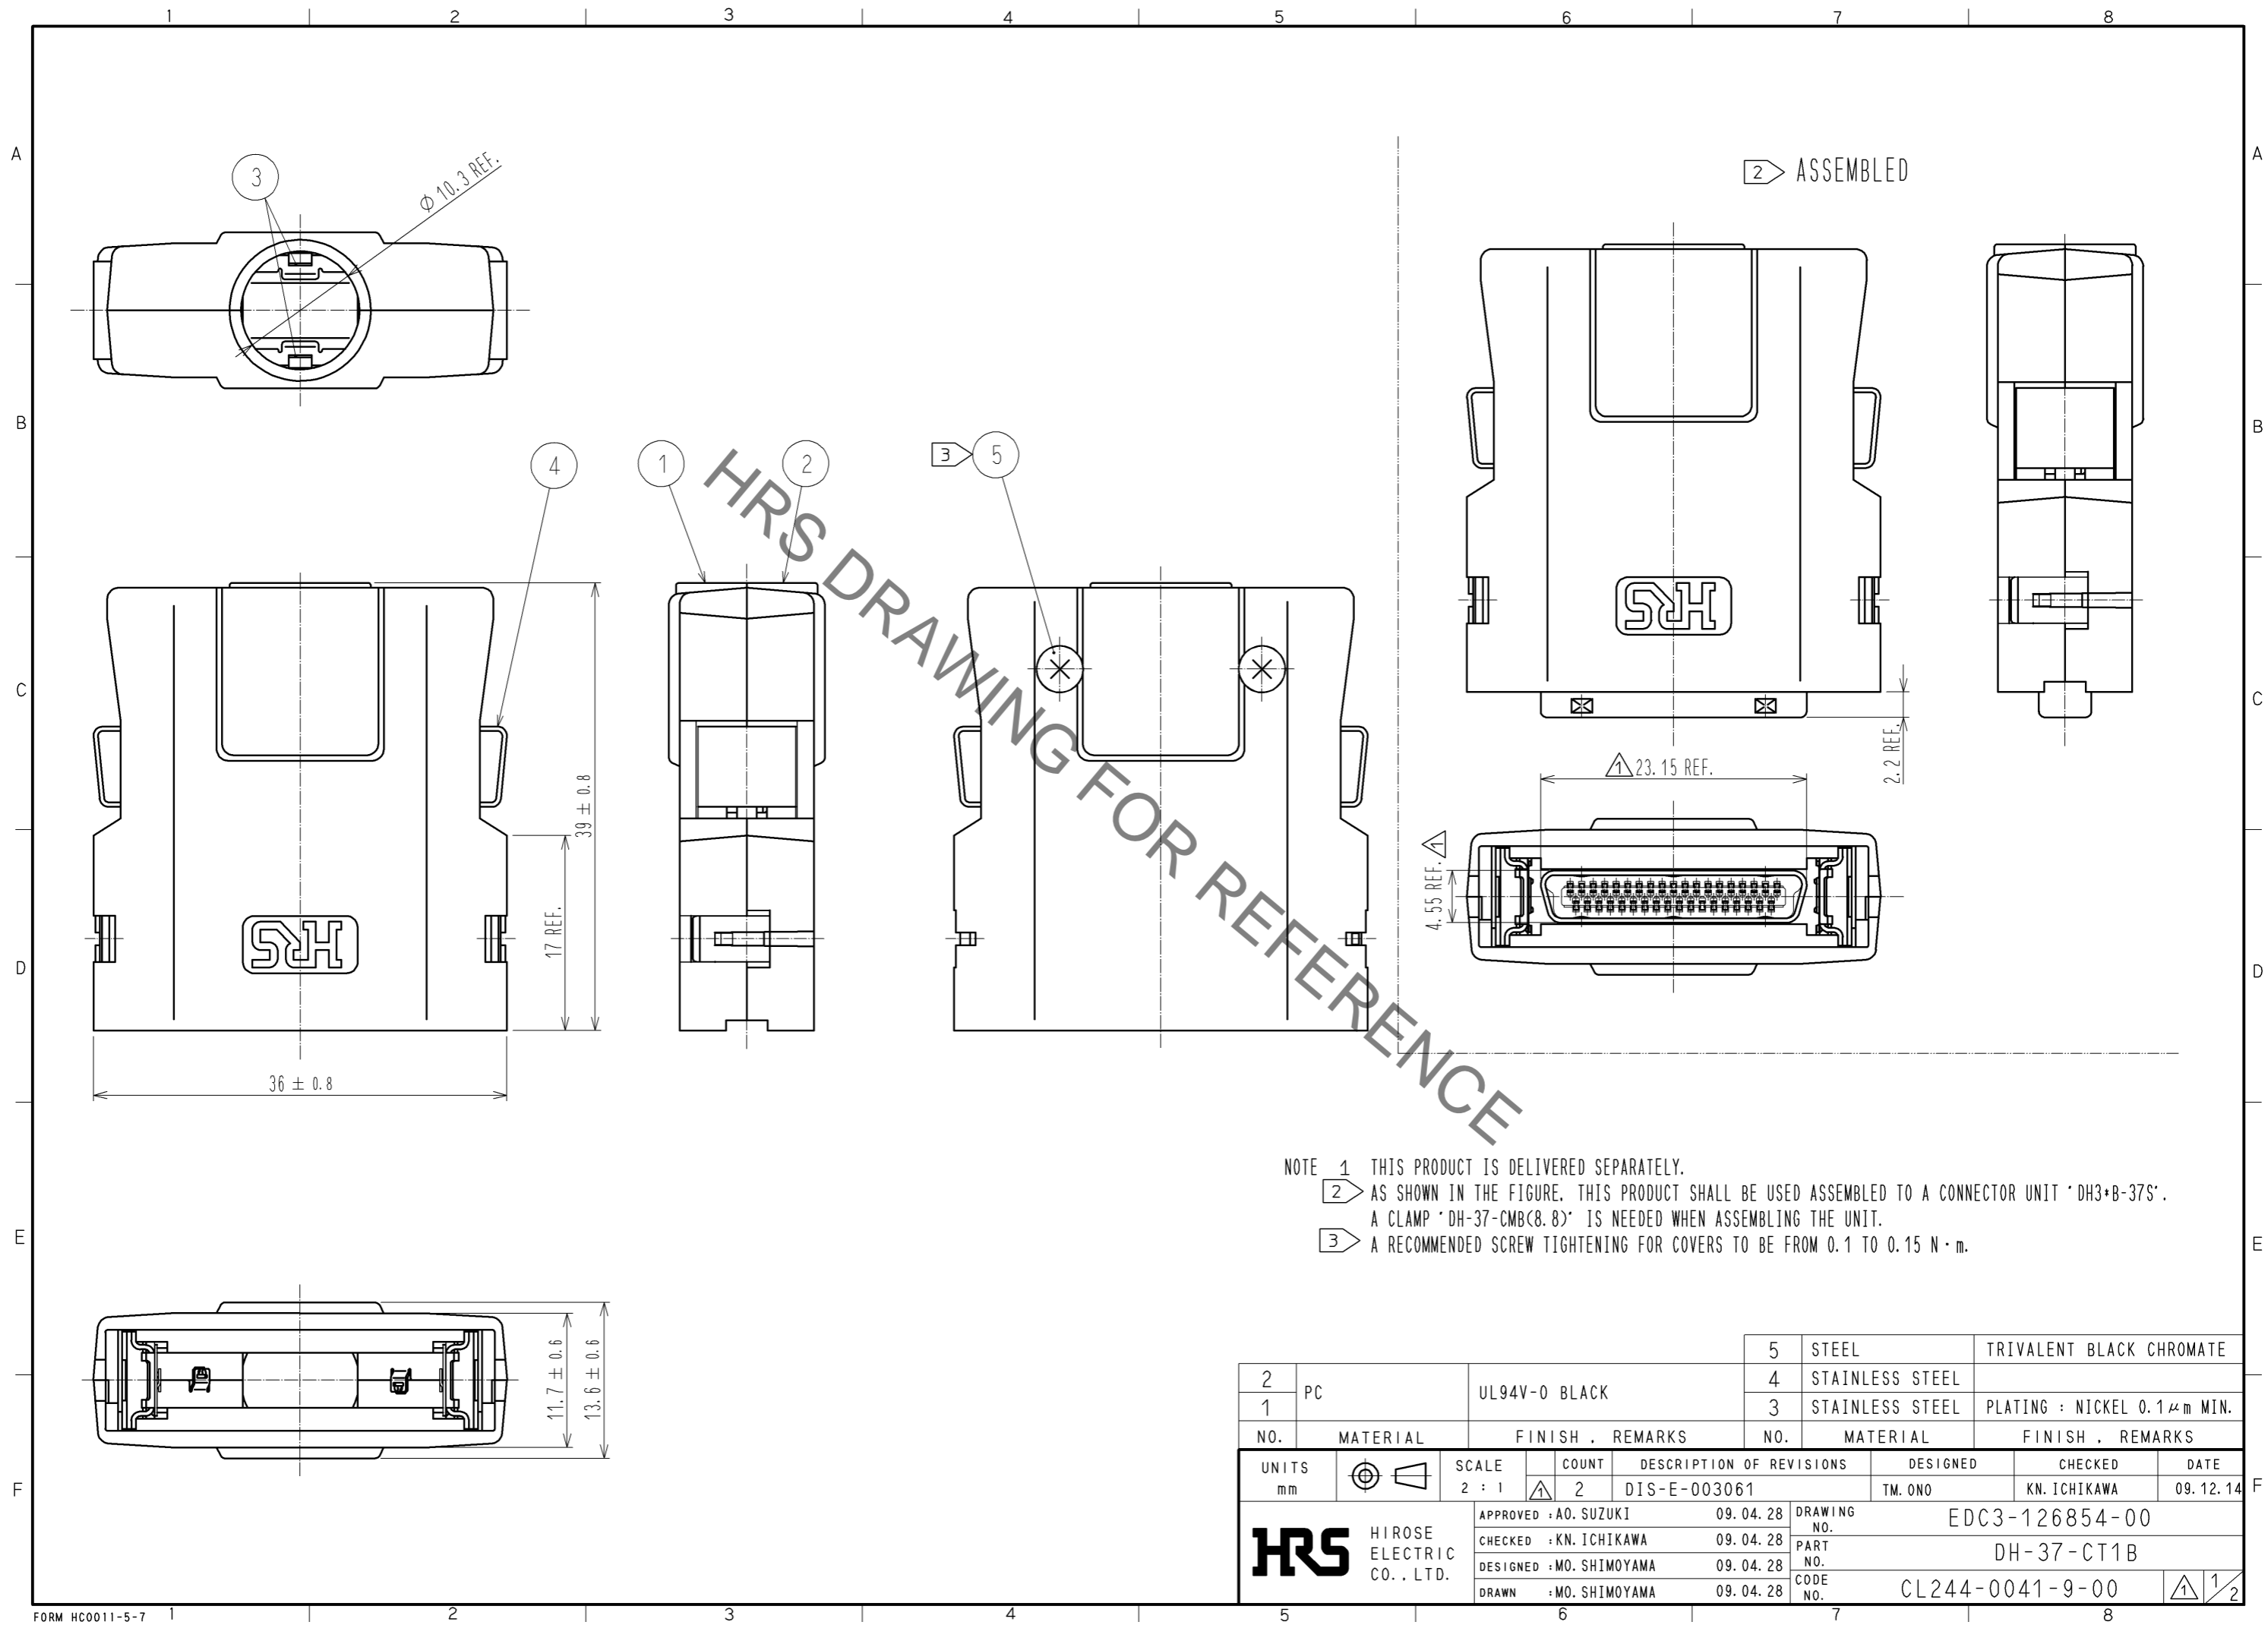 1 2 3 4 5 6 7 8
A
B
C
D
E
F
A
B
C
D
E
F
3
Ø 10.3 REF.
4
1
2
3 5
2 ASSEMBLED
HRS
39 ± 0.8
17 REF.
36 ± 0.8
HRS
2.2 REF.
1 23.15 REF.
4.55 REF. 1
11.7 ± 0.6
13.6 ± 0.6
HRS DRAWING FOR REFERENCE
NOTE 1 THIS PRODUCT IS DELIVERED SEPARATELY.
2 AS SHOWN IN THE FIGURE, THIS PRODUCT SHALL BE USED ASSEMBLED TO A CONNECTOR UNIT "DH3*B-37S".
A CLAMP "DH-37-CMB(8.8)" IS NEEDED WHEN ASSEMBLING THE UNIT.
3 A RECOMMENDED SCREW TIGHTENING FOR COVERS TO BE FROM 0.1 TO 0.15 N・m.
5 STEEL TRIVALENT BLACK CHROMATE
2 PC UL94V-0 BLACK 4 STAINLESS STEEL
1 3 STAINLESS STEEL PLATING : NICKEL 0.1μm MIN.
NO. MATERIAL FINISH , REMARKS NO. MATERIAL FINISH , REMARKS
UNITS mm SCALE 2 : 1 COUNT DESCRIPTION OF REVISIONS DESIGNED CHECKED DATE
1 2 DIS-E-003061 TM. ONO KN. ICHIKAWA 09.12.14
HRS HIROSE ELECTRIC CO., LTD.
APPROVED : AO. SUZUKI 09.04.28 DRAWING NO. EDC3-126854-00
CHECKED : KN. ICHIKAWA 09.04.28 PART NO. DH-37-CT1B
DESIGNED : MO. SHIMOYAMA 09.04.28
DRAWN : MO. SHIMOYAMA 09.04.28 CODE NO. CL244-0041-9-00 1 1/2
FORM HC0011-5-7 1 2 3 4 5 6 7 8